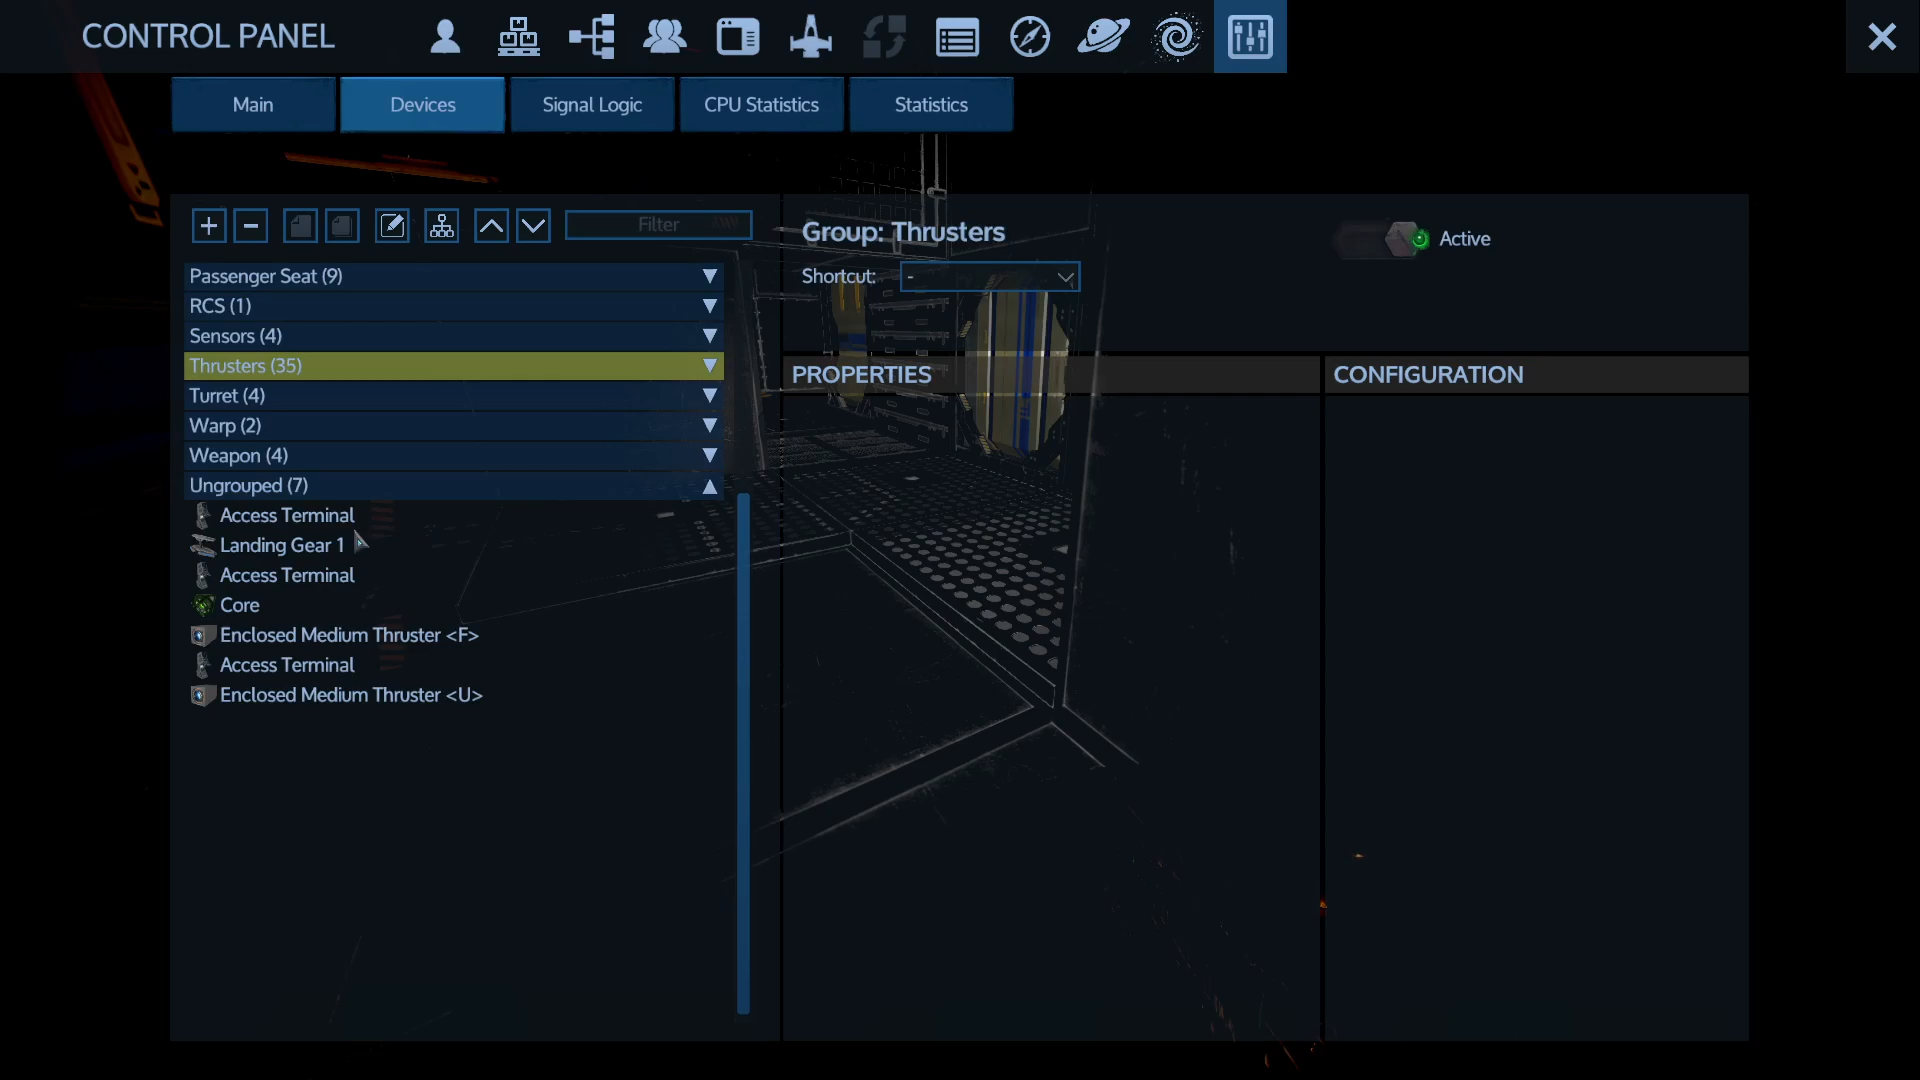 CONTROL PANEL
Main
Devices
Signal Logic
CPU Statistics
Statistics
Filter
Passenger Seat (9)
RCS (1)
Sensors (4)
Thrusters (35)
Turret (4)
Warp (2)
Weapon (4)
Ungrouped (7)
Access Terminal
Landing Gear 1
Access Terminal
Core
Enclosed Medium Thruster <F>
Access Terminal
Enclosed Medium Thruster <U>
Group: Thrusters
Active
Shortcut: -
PROPERTIES
CONFIGURATION